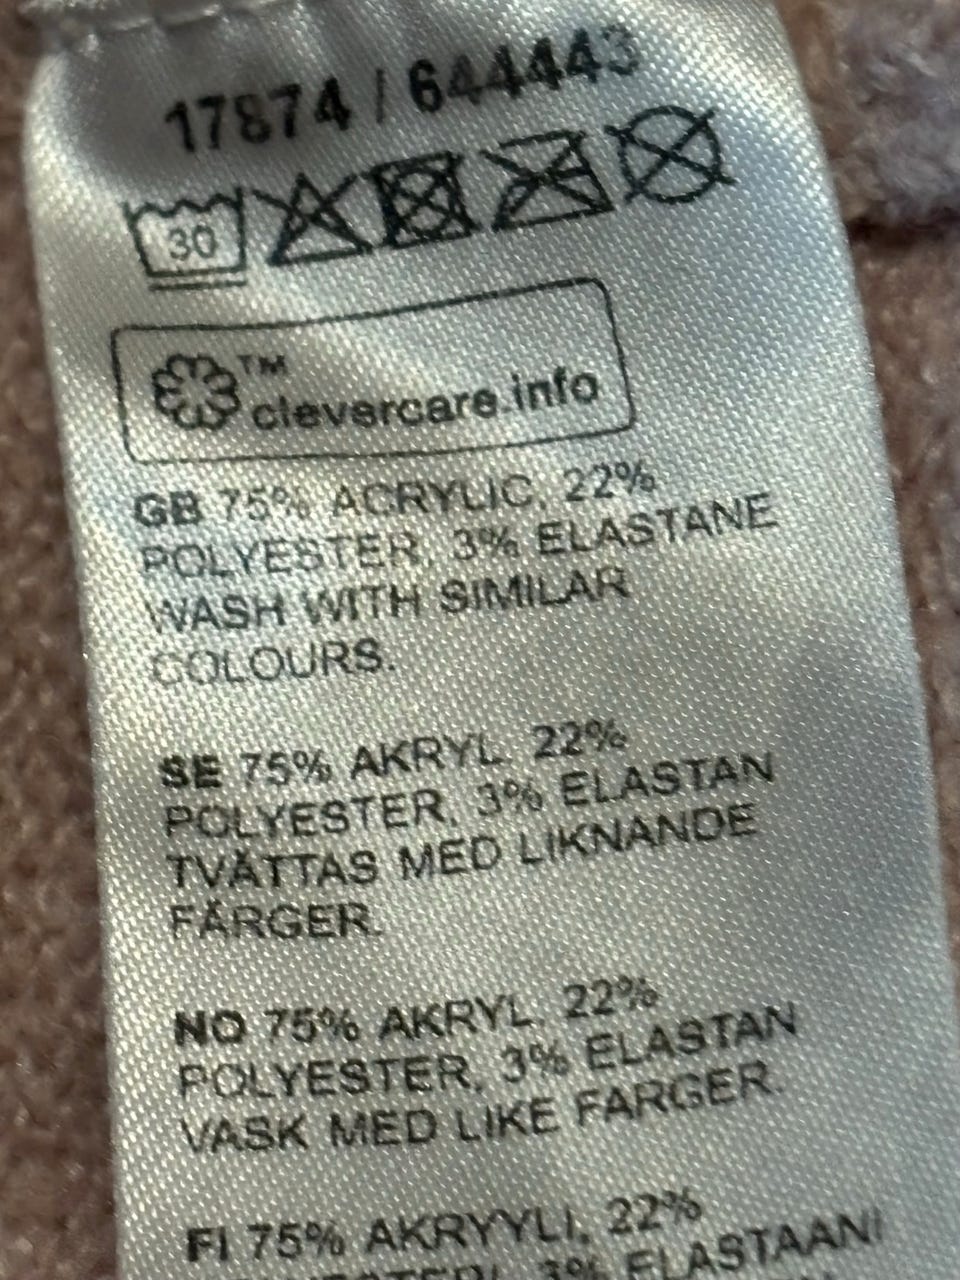 17874 / 644443
30
™
clevercare.info
GB 75% ACRYLIC, 22%
POLYESTER, 3% ELASTANE
WASH WITH SIMILAR
COLOURS.
SE 75% AKRYL, 22%
POLYESTER, 3% ELASTAN
TVÄTTAS MED LIKNANDE
FÄRGER.
NO 75% AKRYL, 22%
POLYESTER, 3% ELASTAN
VASK MED LIKE FARGER.
FI 75% AKRYYLI, 22%
3% ELASTAANI